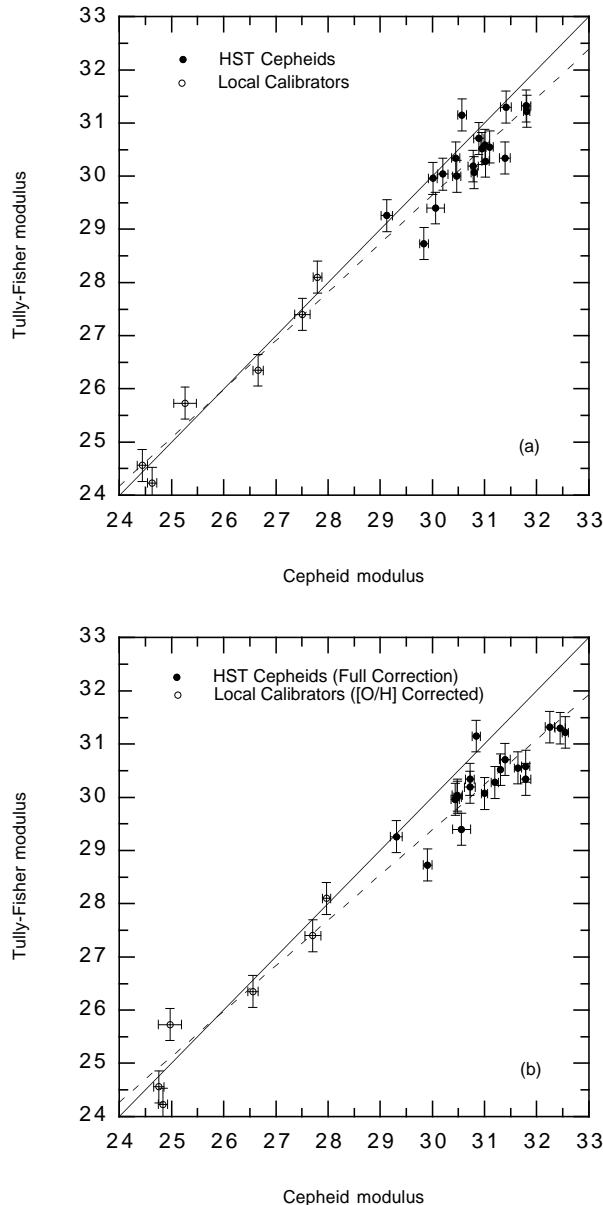 33
HST Cepheids
Local Calibrators
32
31
30
29
28
27
26
25
24
Tully-Fisher modulus
(a)
24 25 26 27 28 29 30 31 32 33
Cepheid modulus
33
HST Cepheids (Full Correction)
Local Calibrators ([O/H] Corrected)
32
31
30
29
28
27
26
25
24
Tully-Fisher modulus
(b)
24 25 26 27 28 29 30 31 32 33
Cepheid modulus